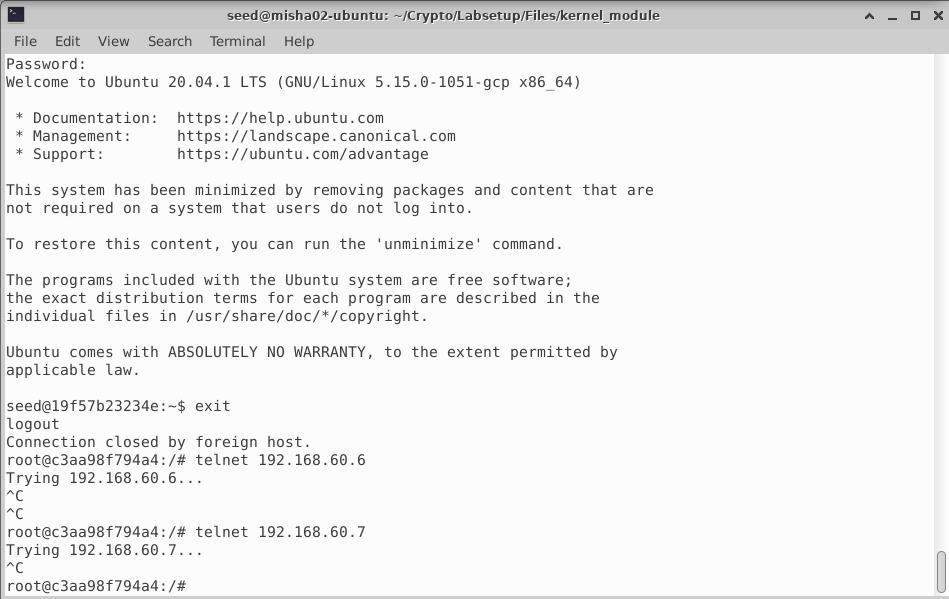 seed@misha02-ubuntu: ~/Crypto/Labsetup/Files/kernel_module
File Edit View Search Terminal Help
Password:
Welcome to Ubuntu 20.04.1 LTS (GNU/Linux 5.15.0-1051-gcp x86_64)
* Documentation:  https://help.ubuntu.com
* Management:     https://landscape.canonical.com
* Support:        https://ubuntu.com/advantage
This system has been minimized by removing packages and content that are
not required on a system that users do not log into.
To restore this content, you can run the 'unminimize' command.
The programs included with the Ubuntu system are free software;
the exact distribution terms for each program are described in the
individual files in /usr/share/doc/*/copyright.
Ubuntu comes with ABSOLUTELY NO WARRANTY, to the extent permitted by
applicable law.
seed@19f57b23234e:~$ exit
logout
Connection closed by foreign host.
root@c3aa98f794a4:/# telnet 192.168.60.6
Trying 192.168.60.6...
^C
^C
root@c3aa98f794a4:/# telnet 192.168.60.7
Trying 192.168.60.7...
^C
root@c3aa98f794a4:/#